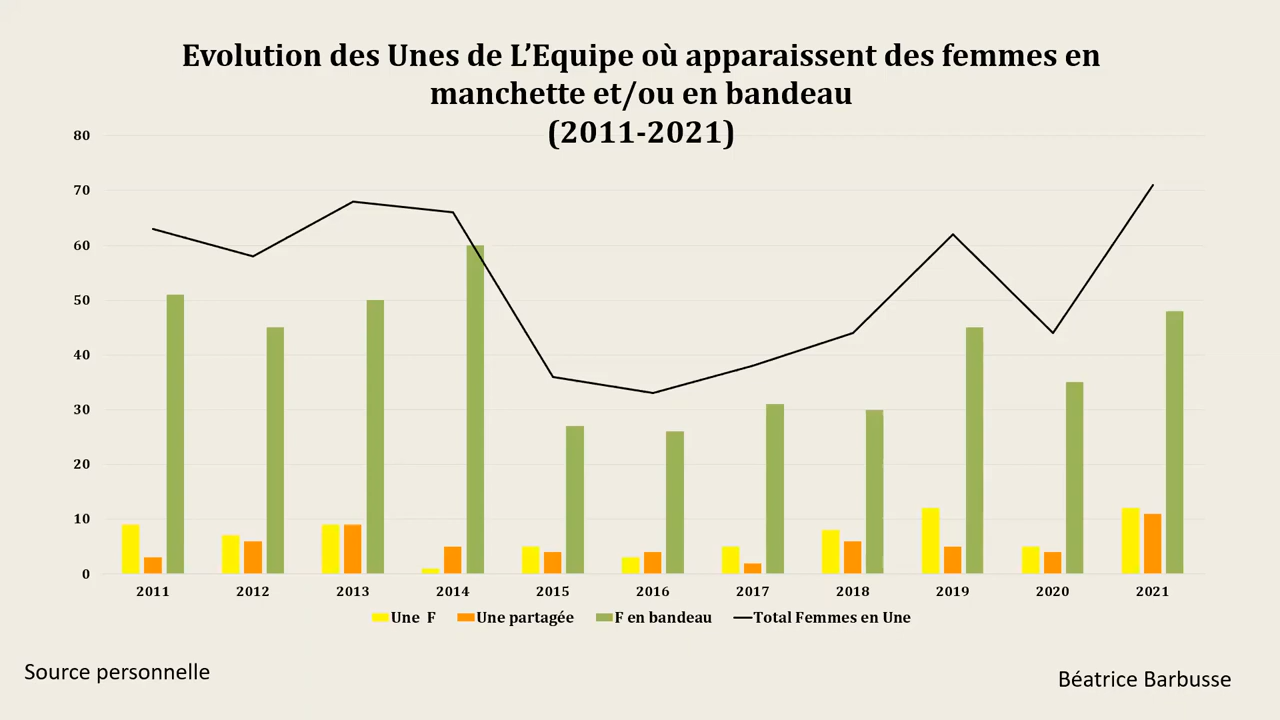 Evolution des Unes de L’Equipe où apparaissent des femmes en
manchette et/ou en bandeau
(2011-2021)
80
70
60
50
40
30
20
10
0
2011 2012 2013 2014 2015 2016 2017 2018 2019 2020 2021
Une F Une partagée F en bandeau Total Femmes en Une
Source personnelle
Béatrice Barbusse